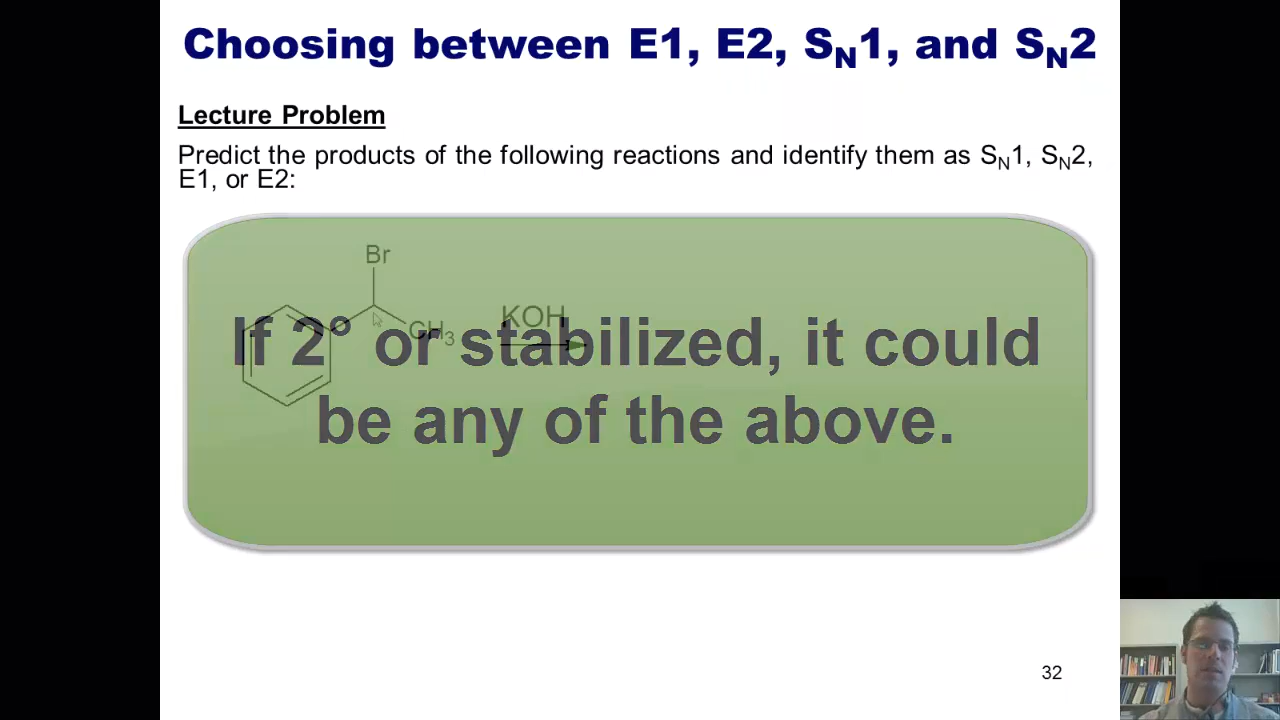 Choosing between E1, E2, SN1, and SN2
Lecture Problem
Predict the products of the following reactions and identify them as SN1, SN2,
E1, or E2:
Br
CH3
KOH
If 2° or stabilized, it could
be any of the above.
32